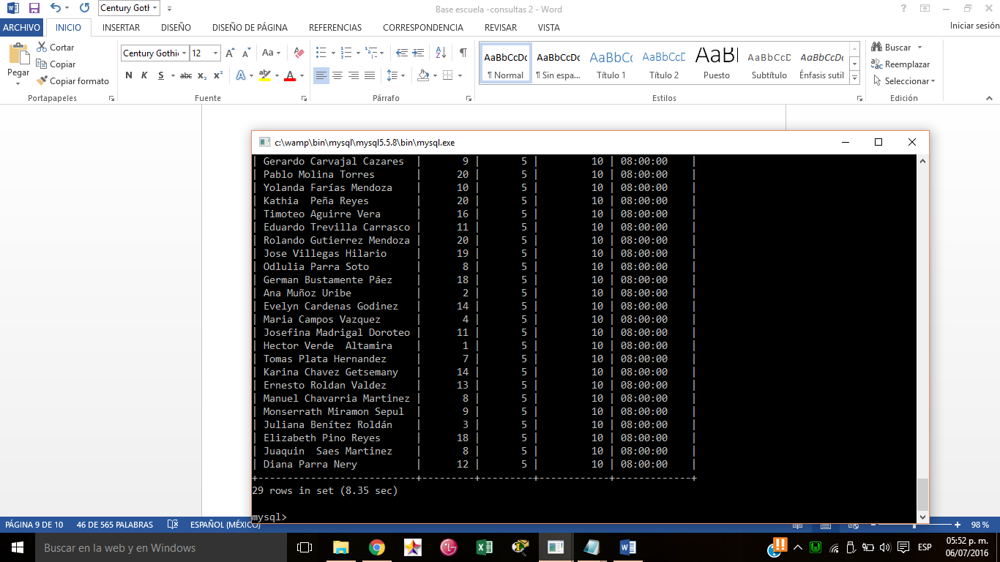 Century Gotl
Base escuela -consultas 2 - Word
ARCHIVO INICIO INSERTAR DISEÑO DISEÑO DE PÁGINA REFERENCIAS CORRESPONDENCIA REVISAR VISTA Iniciar sesión
Pegar
Cortar
Copiar
Copiar formato
Portapapeles
Century Gothic 12 Aa
N K S abc x₂ x² A A
Fuente
Párrafo
AaBbCcDc AaBbCcDc AaBbCc AaBbCcD AaBl AaBbCcD AaBbCcDc
¶ Normal ¶ Sin espa... Título 1 Título 2 Puesto Subtítulo Énfasis sutil
Estilos
Buscar
Reemplazar
Seleccionar
Edición
c:\wamp\bin\mysql\mysql5.5.8\bin\mysql.exe
| Gerardo Carvajal Cazares | 9 | 5 | 10 | 08:00:00 |
| Pablo Molina Torres | 20 | 5 | 10 | 08:00:00 |
| Yolanda Farías Mendoza | 10 | 5 | 10 | 08:00:00 |
| Kathia  Peña Reyes | 20 | 5 | 10 | 08:00:00 |
| Timoteo Aguirre Vera | 16 | 5 | 10 | 08:00:00 |
| Eduardo Trevilla Carrasco | 11 | 5 | 10 | 08:00:00 |
| Rolando Gutierrez Mendoza | 20 | 5 | 10 | 08:00:00 |
| Jose Villegas Hilario | 19 | 5 | 10 | 08:00:00 |
| Odlulia Parra Soto | 8 | 5 | 10 | 08:00:00 |
| German Bustamente Páez | 18 | 5 | 10 | 08:00:00 |
| Ana Muñoz Uribe | 2 | 5 | 10 | 08:00:00 |
| Evelyn Cardenas Godinez | 14 | 5 | 10 | 08:00:00 |
| Maria Campos Vazquez | 4 | 5 | 10 | 08:00:00 |
| Josefina Madrigal Doroteo | 11 | 5 | 10 | 08:00:00 |
| Hector Verde  Altamira | 1 | 5 | 10 | 08:00:00 |
| Tomas Plata Hernandez | 7 | 5 | 10 | 08:00:00 |
| Karina Chavez Getsemany | 14 | 5 | 10 | 08:00:00 |
| Ernesto Roldan Valdez | 13 | 5 | 10 | 08:00:00 |
| Manuel Chavarria Martinez | 8 | 5 | 10 | 08:00:00 |
| Monserrath Miramon Sepul | 9 | 5 | 10 | 08:00:00 |
| Juliana Benítez Roldán | 3 | 5 | 10 | 08:00:00 |
| Elizabeth Pino Reyes | 18 | 5 | 10 | 08:00:00 |
| Juaquin  Saes Martinez | 8 | 5 | 10 | 08:00:00 |
| Diana Parra Nery | 12 | 5 | 10 | 08:00:00 |
29 rows in set (8.35 sec)
mysql>
PÁGINA 9 DE 10 46 DE 565 PALABRAS ESPAÑOL (MÉXICO) 98 %
Buscar en la web y en Windows
ESP
05:52 p. m.
06/07/2016